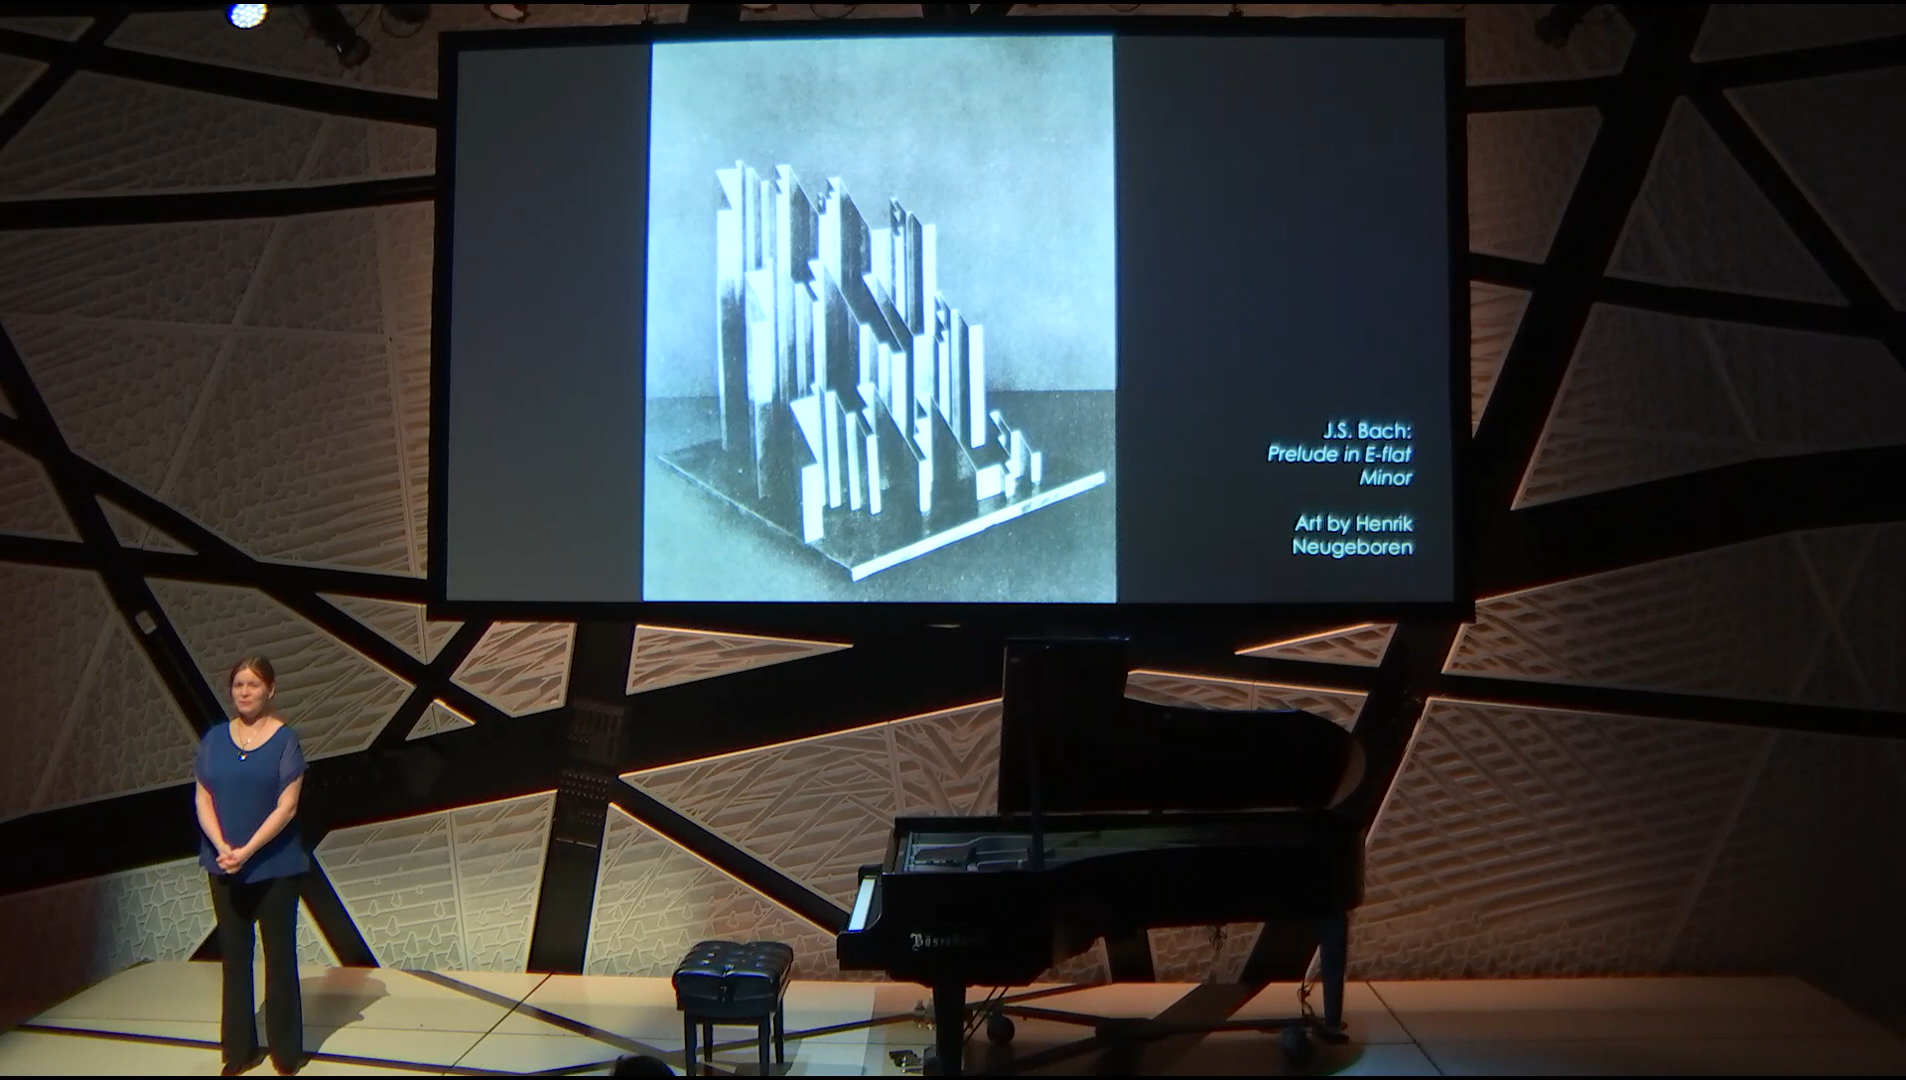 J.S. Bach:
Prelude in E-flat
Minor
Art by Henrik
Neugeboren